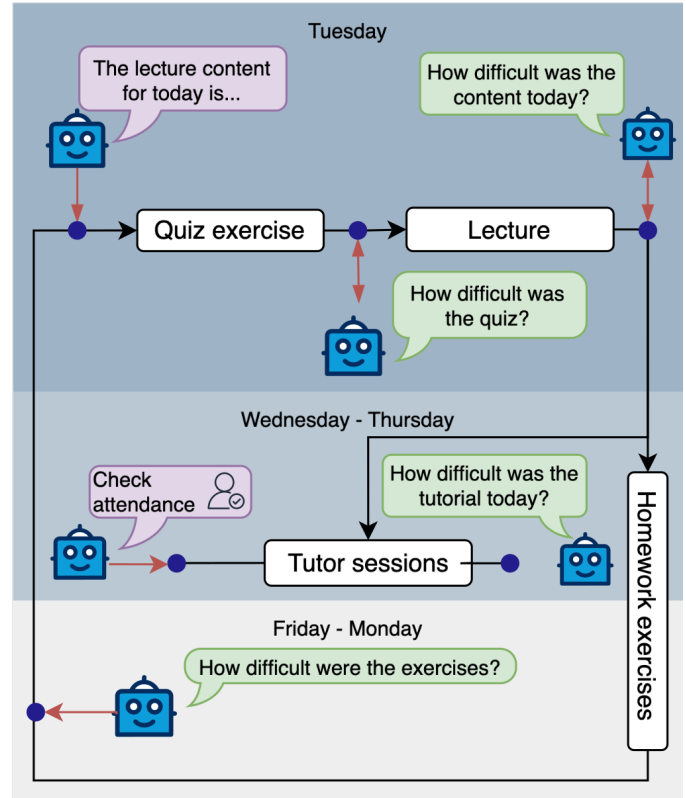 Tuesday
The lecture content
for today is...
How difficult was the
content today?
Quiz exercise
Lecture
How difficult was
the quiz?
Wednesday - Thursday
Check
attendance
How difficult was the
tutorial today?
Tutor sessions
Homework exercises
Friday - Monday
How difficult were the exercises?